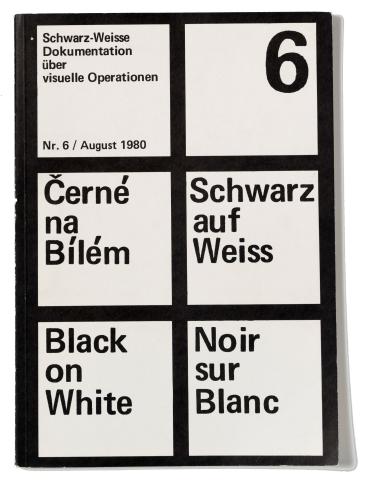 Schwarz-Weisse
Dokumentation
über
visuelle Operationen
Nr. 6 / August 1980
6
Černé
na
Bílém
Schwarz
auf
Weiss
Black
on
White
Noir
sur
Blanc